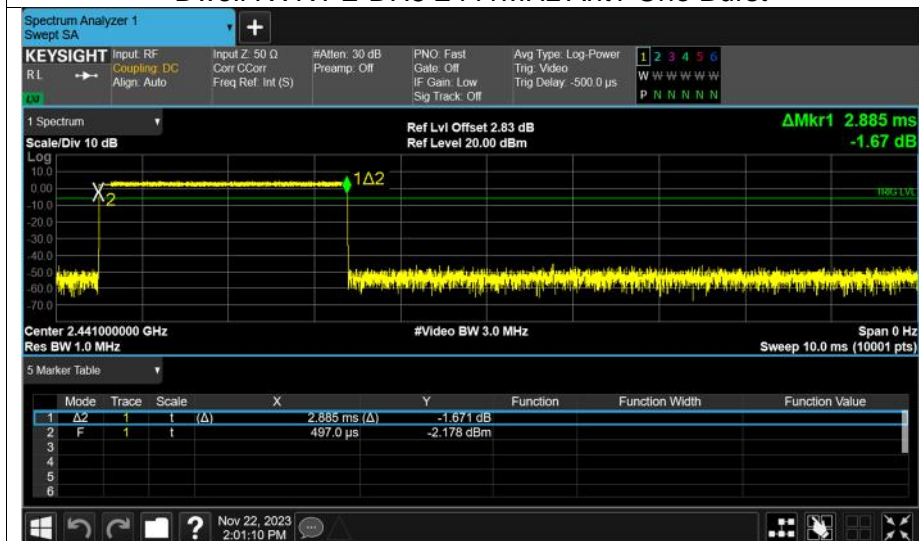 Spectrum Analyzer 1
Swept SA
+
KEYSIGHT
Input: RF
Input Z: 50 Ω
#Atten: 30 dB
PNO: Fast
Avg Type: Log-Power
1 2 3 4 5 6
RL
Coupling: DC
Corr CCorr
Preamp: Off
Gate: Off
Trig: Video
W W W W W W
Align: Auto
Freq Ref: Int (S)
IF Gain: Low
Trig Delay: -500.0 µs
P N N N N N
Sig Track: Off
1 Spectrum
Ref Lvl Offset 2.83 dB
ΔMkr1 2.885 ms
Scale/Div 10 dB
Ref Level 20.00 dBm
-1.67 dB
Log
10.0
1Δ2
0.00
X2
TRIG LVL
-10.0
-20.0
-30.0
-40.0
-50.0
-60.0
-70.0
Center 2.441000000 GHz
#Video BW 3.0 MHz
Span 0 Hz
Res BW 1.0 MHz
Sweep 10.0 ms (10001 pts)
5 Marker Table
Mode Trace Scale X Y Function Function Width Function Value
1 Δ2 1 t (Δ) 2.885 ms (Δ) -1.671 dB
2 F 1 t 497.0 µs -2.178 dBm
3
4
5
6
?
Nov 22, 2023
2:01:10 PM